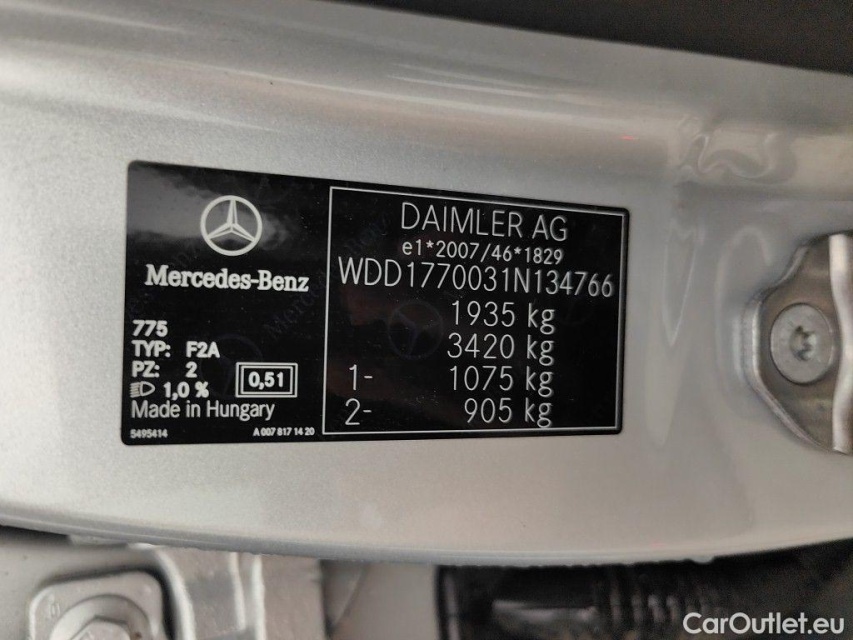 Mercedes-Benz
775
TYP: F2A
PZ: 2
1,0 %
0,51
Made in Hungary
5495414
A 007 817 14 20
DAIMLER AG
e1*2007/46*1829
WDD1770031N134766
1935 kg
3420 kg
1- 1075 kg
2- 905 kg
CarOutlet.eu